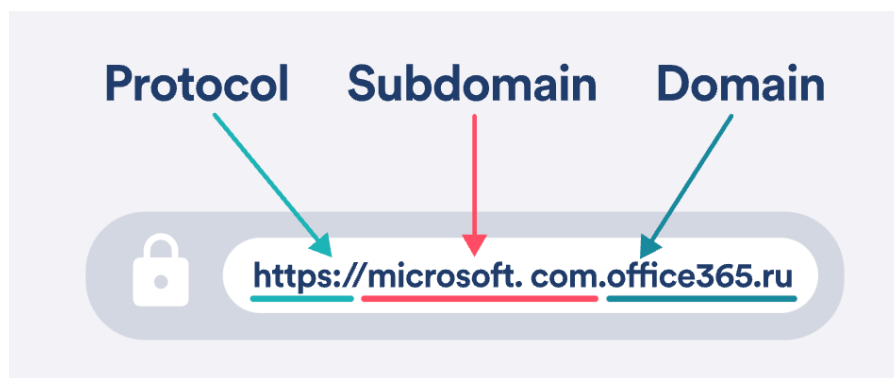 Protocol Subdomain Domain
https://microsoft. com.office365.ru